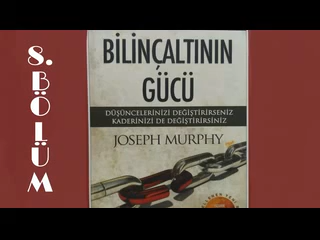 8. BÖLÜM
BİLİNÇALTININ
GÜCÜ
DÜŞÜNCELERİNİZİ DEĞİŞTİRİRSENİZ
KADERİNİZİ DE DEĞİŞTİRİRSİNİZ
JOSEPH MURPHY